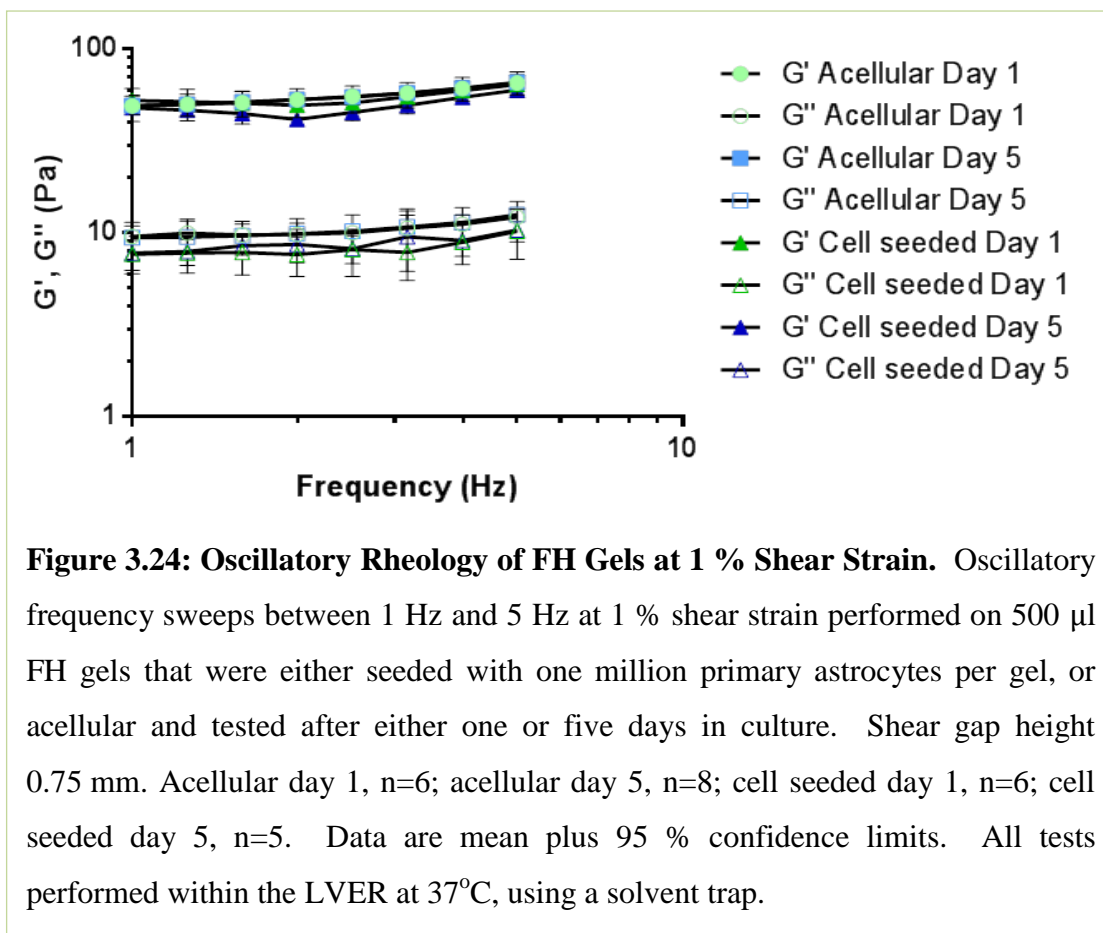 100
10
1
G', G" (Pa)
1
10
Frequency (Hz)
G' Acellular Day 1
G" Acellular Day 1
G' Acellular Day 5
G" Acellular Day 5
G' Cell seeded Day 1
G" Cell seeded Day 1
G' Cell seeded Day 5
G" Cell seeded Day 5
Figure 3.24: Oscillatory Rheology of FH Gels at 1 % Shear Strain. Oscillatory
frequency sweeps between 1 Hz and 5 Hz at 1 % shear strain performed on 500 μl
FH gels that were either seeded with one million primary astrocytes per gel, or
acellular and tested after either one or five days in culture. Shear gap height
0.75 mm. Acellular day 1, n=6; acellular day 5, n=8; cell seeded day 1, n=6; cell
seeded day 5, n=5. Data are mean plus 95 % confidence limits. All tests
performed within the LVER at 37°C, using a solvent trap.